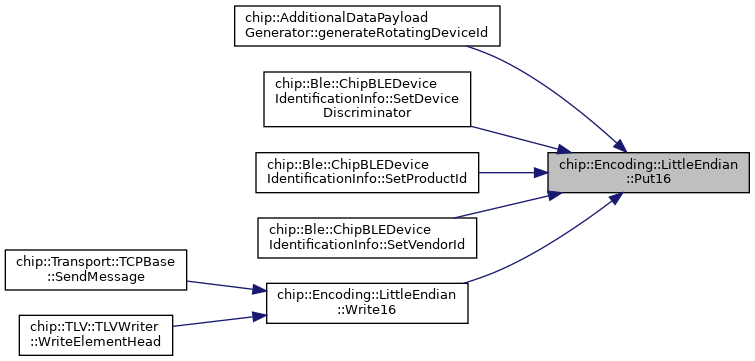 chip::AdditionalDataPayload
Generator::generateRotatingDeviceId
chip::Ble::ChipBLEDevice
IdentificationInfo::SetDevice
Discriminator
chip::Encoding::LittleEndian
::Put16
chip::Ble::ChipBLEDevice
IdentificationInfo::SetProductId
chip::Ble::ChipBLEDevice
IdentificationInfo::SetVendorId
chip::Transport::TCPBase
::SendMessage
chip::Encoding::LittleEndian
::Write16
chip::TLV::TLVWriter
::WriteElementHead